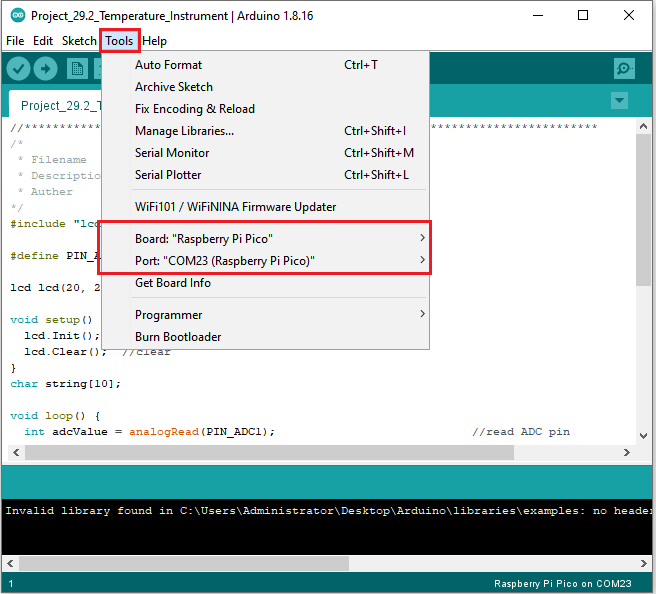 Project_29.2_Temperature_Instrument | Arduino 1.8.16
File Edit Sketch Tools Help
Auto Format Ctrl+T
Archive Sketch
Fix Encoding & Reload
Manage Libraries... Ctrl+Shift+I
Serial Monitor Ctrl+Shift+M
Serial Plotter Ctrl+Shift+L
WiFi101 / WiFiNINA Firmware Updater
Board: "Raspberry Pi Pico"
Port: "COM23 (Raspberry Pi Pico)"
Get Board Info
Programmer
Burn Bootloader
Project_29.2_T
//**********
**********************
/*
* Filename
* Descriptio
* Auther
*/
#include "lcd
#define PIN_A
lcd lcd(20, 2
void setup()
lcd.Init();
lcd.Clear(); //clear
}
char string[10];
void loop() {
int adcValue = analogRead(PIN_ADC1); //read ADC pin
Invalid library found in C:\Users\Administrator\Desktop\Arduino\libraries\examples: no heade
1 Raspberry Pi Pico on COM23